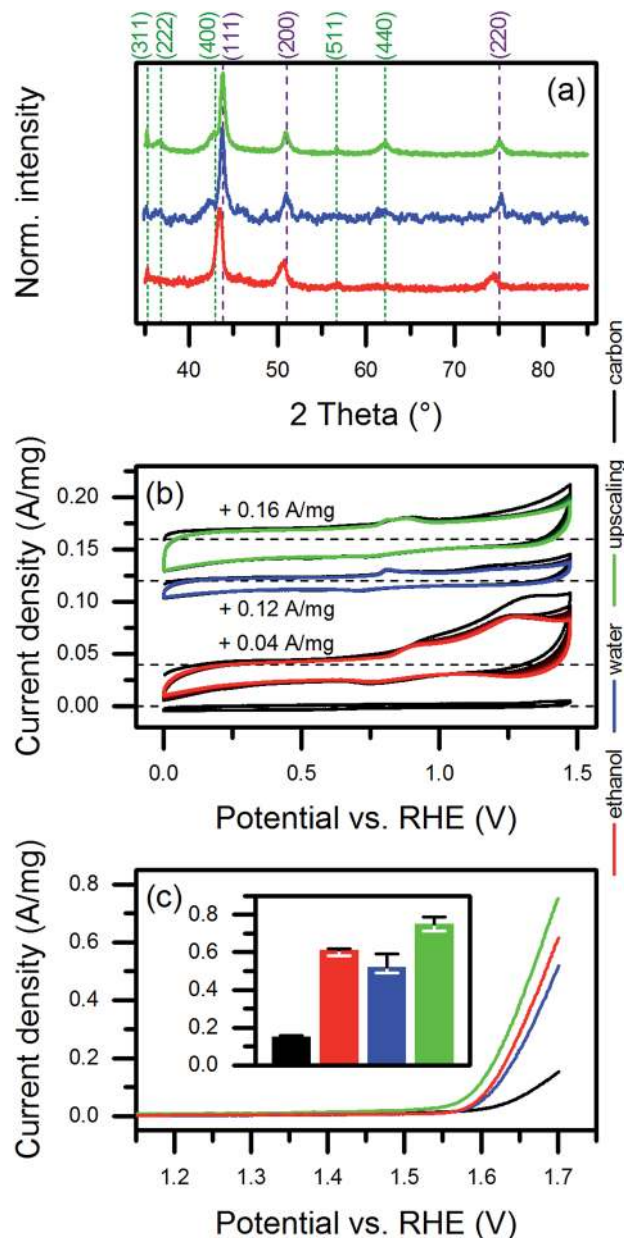 (311)
(222)
(400)
(111)
(200)
(511)
(440)
(220)
(a)
Norm. intensity
40 50 60 70 80
2 Theta (°)
(b)
0.20
0.15
0.10
0.05
0.00
+ 0.16 A/mg
+ 0.12 A/mg
+ 0.04 A/mg
Current density (A/mg)
0.0 0.5 1.0 1.5
Potential vs. RHE (V)
(c)
0.8
0.6
0.4
0.2
0.0
0.8
0.6
0.4
0.2
0.0
Current density (A/mg)
1.2 1.3 1.4 1.5 1.6 1.7
Potential vs. RHE (V)
ethanol water upscaling carbon